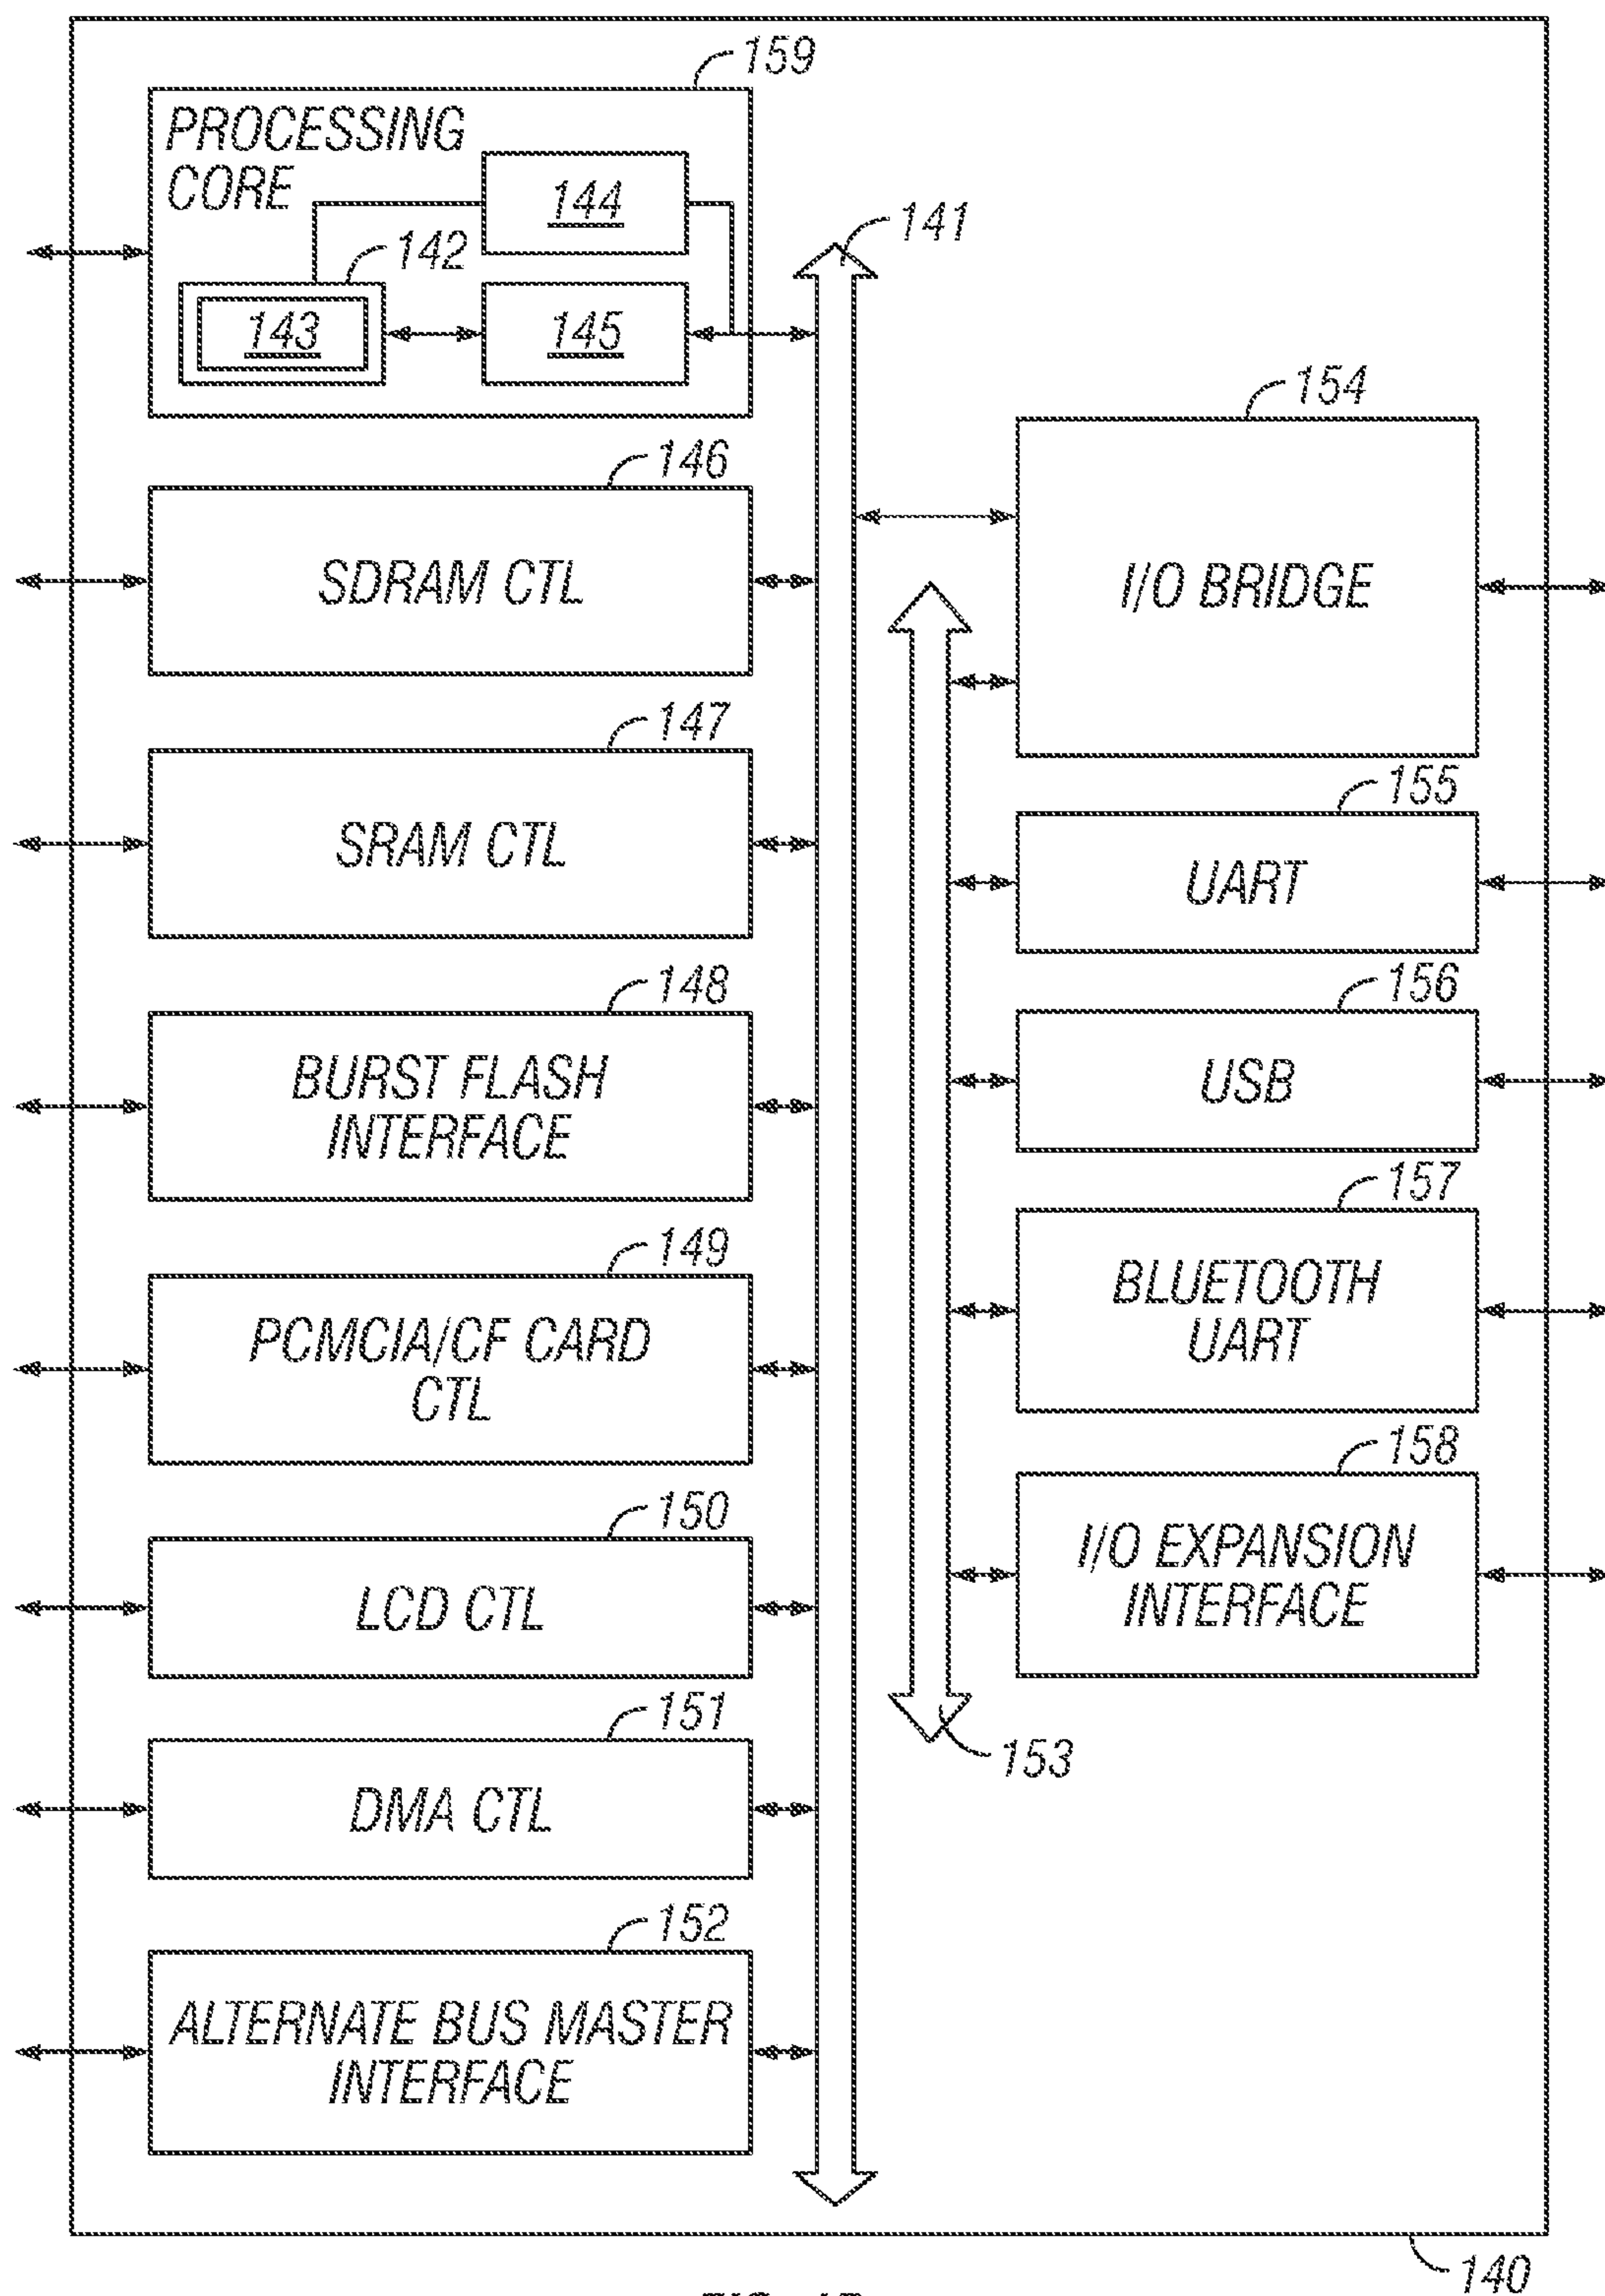 159
PROCESSING
CORE
144
142
141
143
145
154
146
SDRAM CTL
I/O BRIDGE
147
SRAM CTL
155
UART
148
BURST FLASH
INTERFACE
156
USB
149
PCMCIA/CF CARD
CTL
157
BLUETOOTH
UART
150
LCD CTL
158
I/O EXPANSION
INTERFACE
151
DMA CTL
153
152
ALTERNATE BUS MASTER
INTERFACE
140